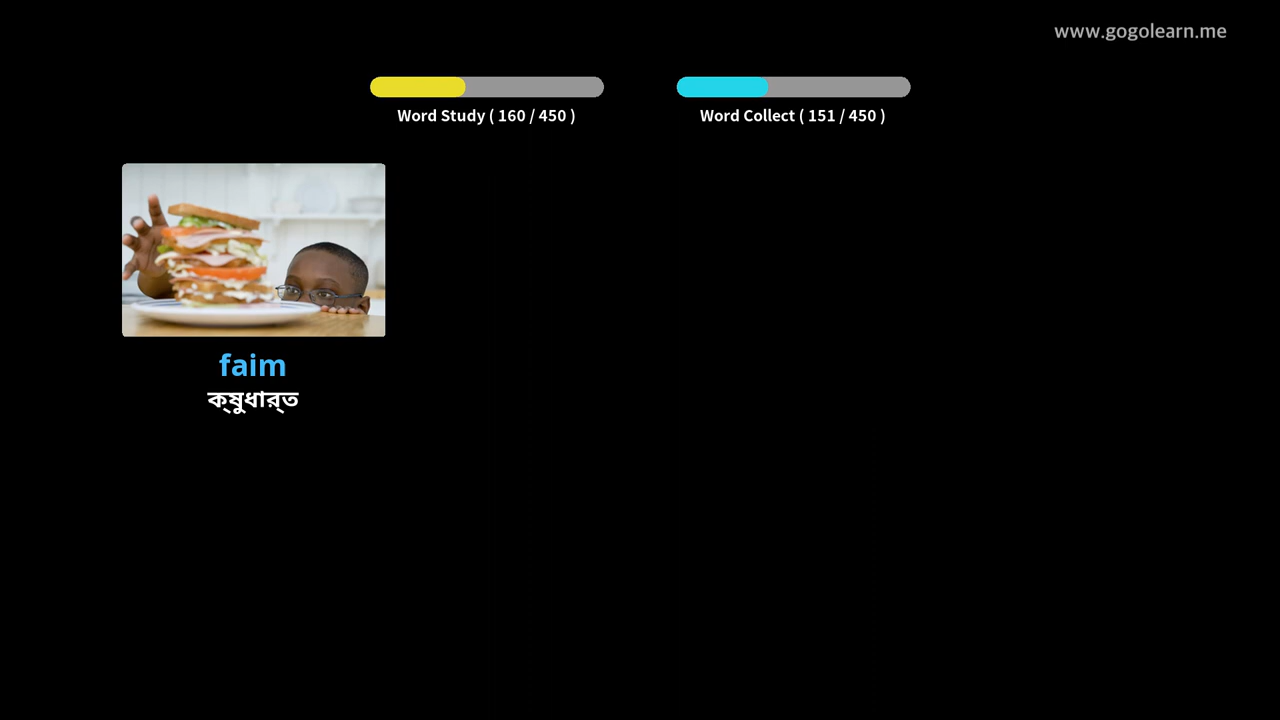 www.gogolearn.me
Word Study ( 160 / 450 )
Word Collect ( 151 / 450 )
faim
ক্ষুধার্ত